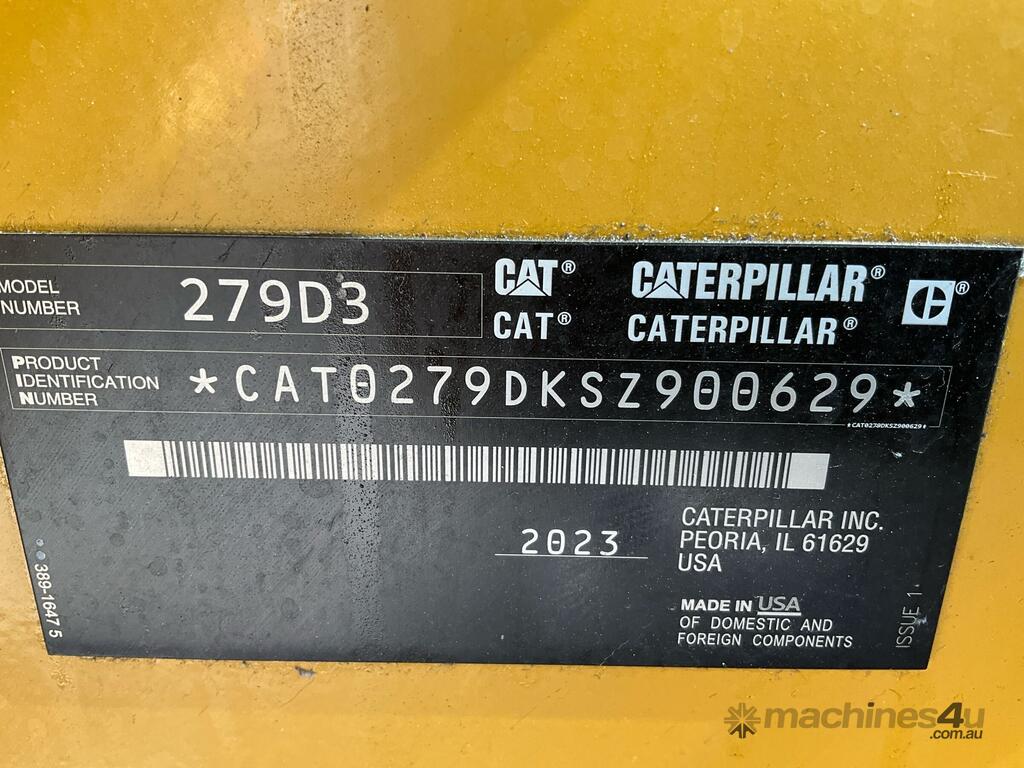 MODEL
NUMBER
279D3
CAT® CATERPILLAR® ®
CAT® CATERPILLAR®
PRODUCT
IDENTIFICATION
NUMBER
*CAT0279DKSZ900629*
*CAT0279DKSZ900629*
2023
CATERPILLAR INC.
PEORIA, IL 61629
USA
MADE IN USA
OF DOMESTIC AND
FOREIGN COMPONENTS
389-1647 5
ISSUE 1
machines4u
.com.au